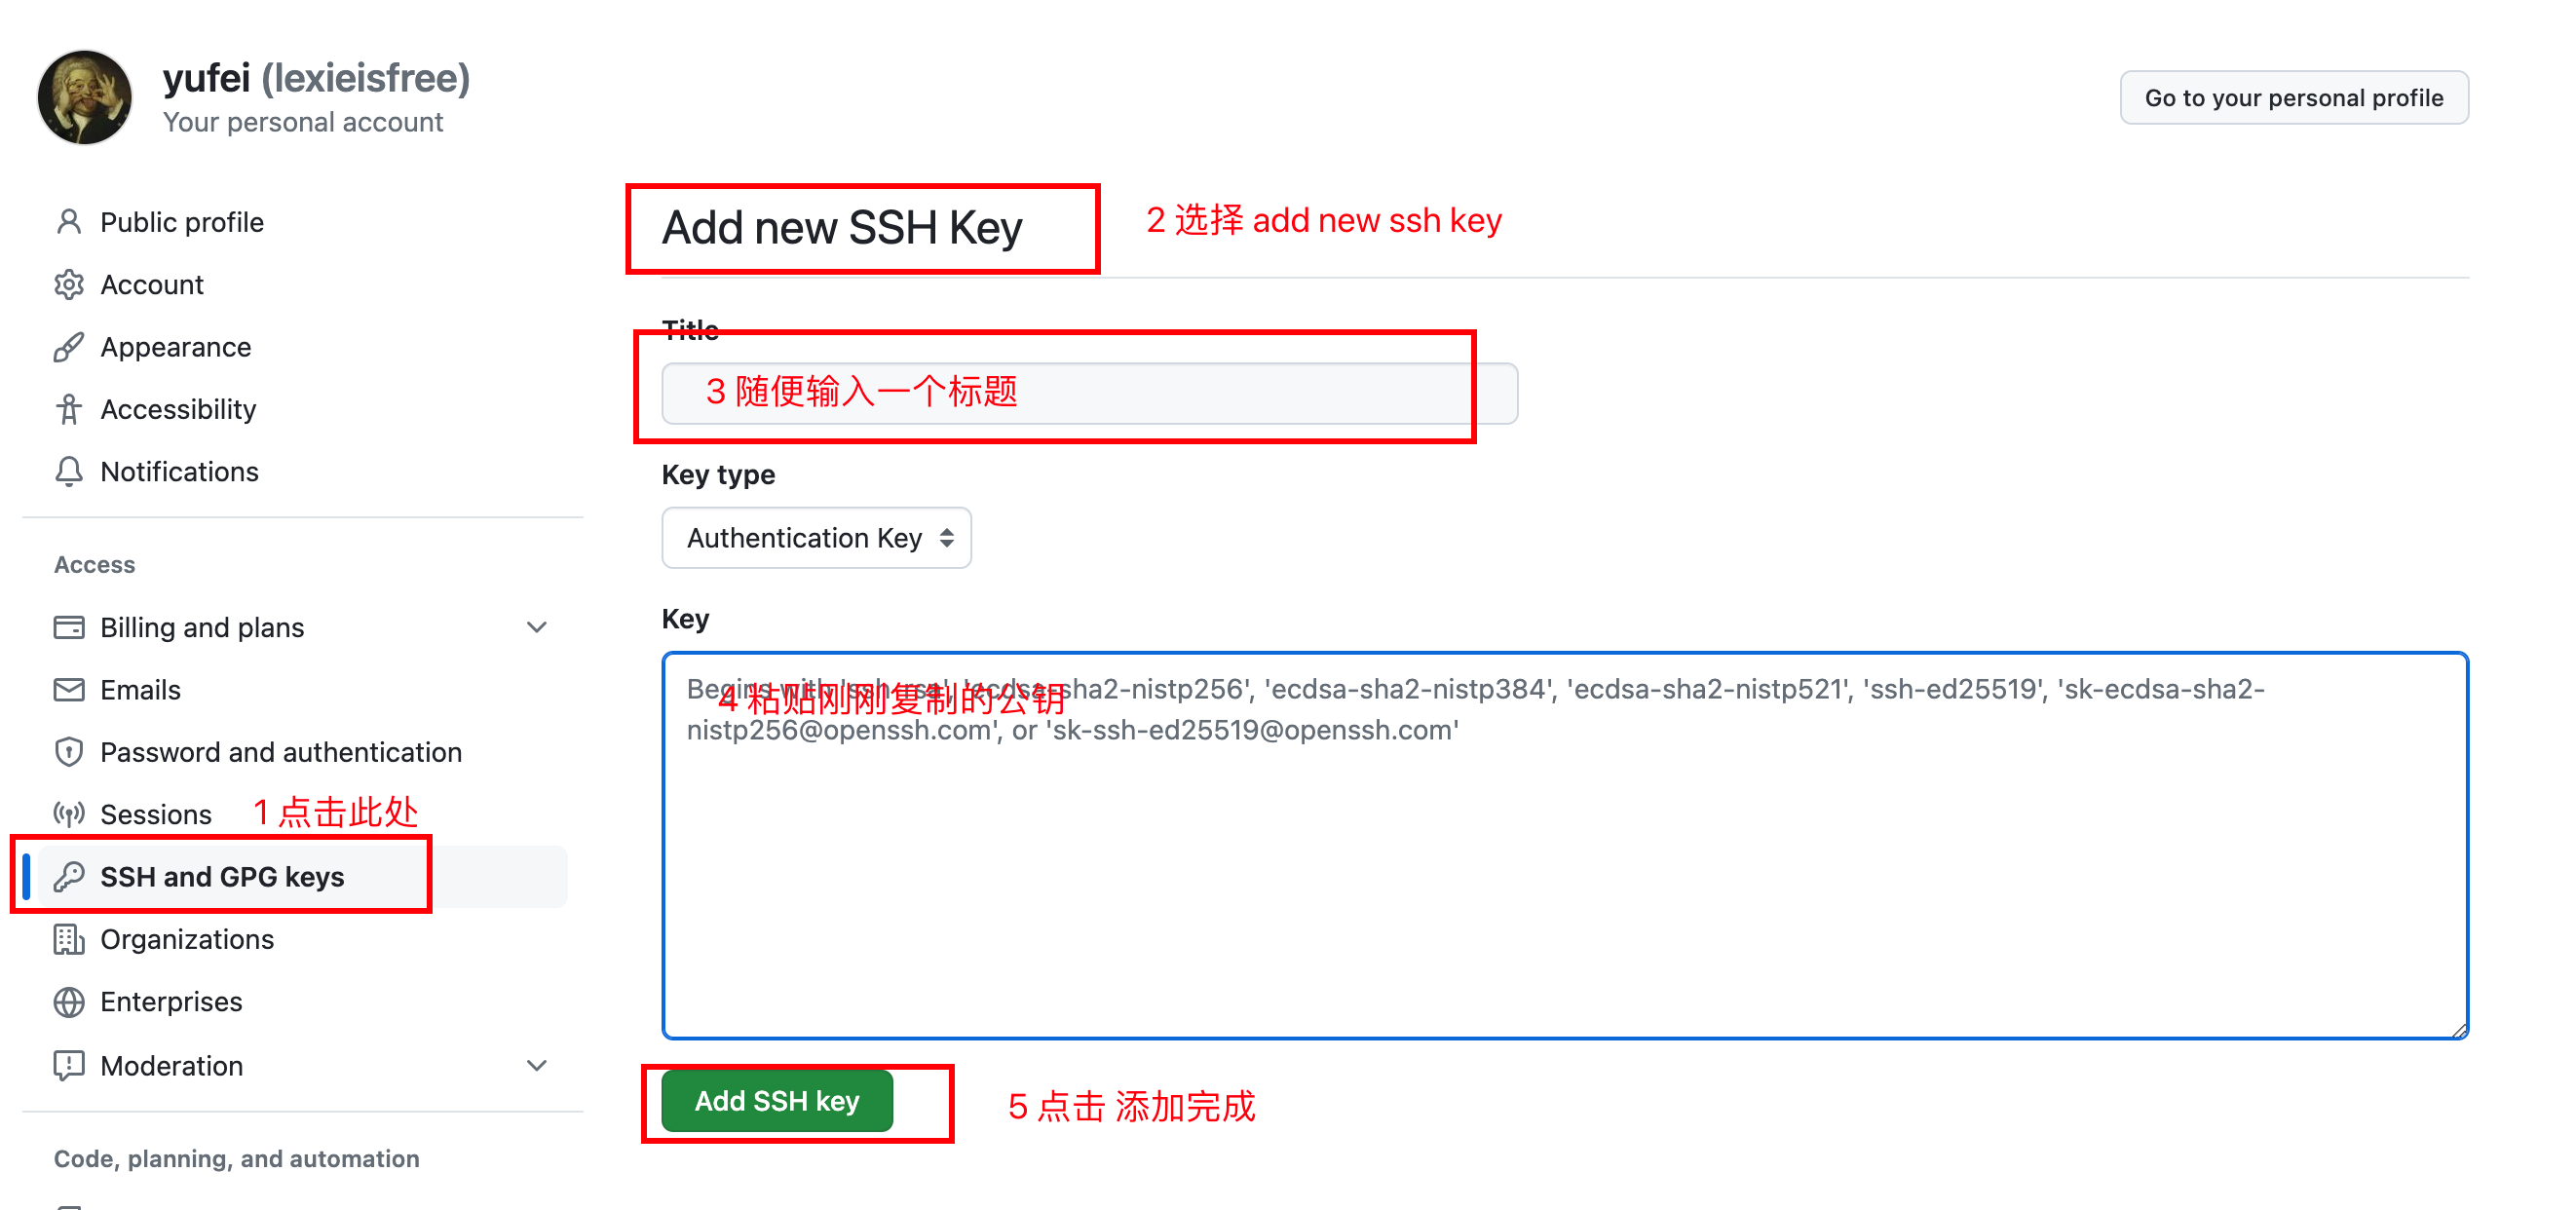 yufei (lexieisfree)
Your personal account
Go to your personal profile
Public profile
Account
Appearance
Accessibility
Notifications
Access
Billing and plans
Emails
Password and authentication
Sessions
1 点击此处
SSH and GPG keys
Organizations
Enterprises
Moderation
Code, planning, and automation
Add new SSH Key
2 选择 add new ssh key
Title
3 随便输入一个标题
Key type
Authentication Key
Key
Begins with 'ssh-rsa', 'ecdsa-sha2-nistp256', 'ecdsa-sha2-nistp384', 'ecdsa-sha2-nistp521', 'ssh-ed25519', 'sk-ecdsa-sha2-
4 粘贴刚刚复制的公钥
nistp256@openssh.com', or 'sk-ssh-ed25519@openssh.com'
Add SSH key
5 点击 添加完成